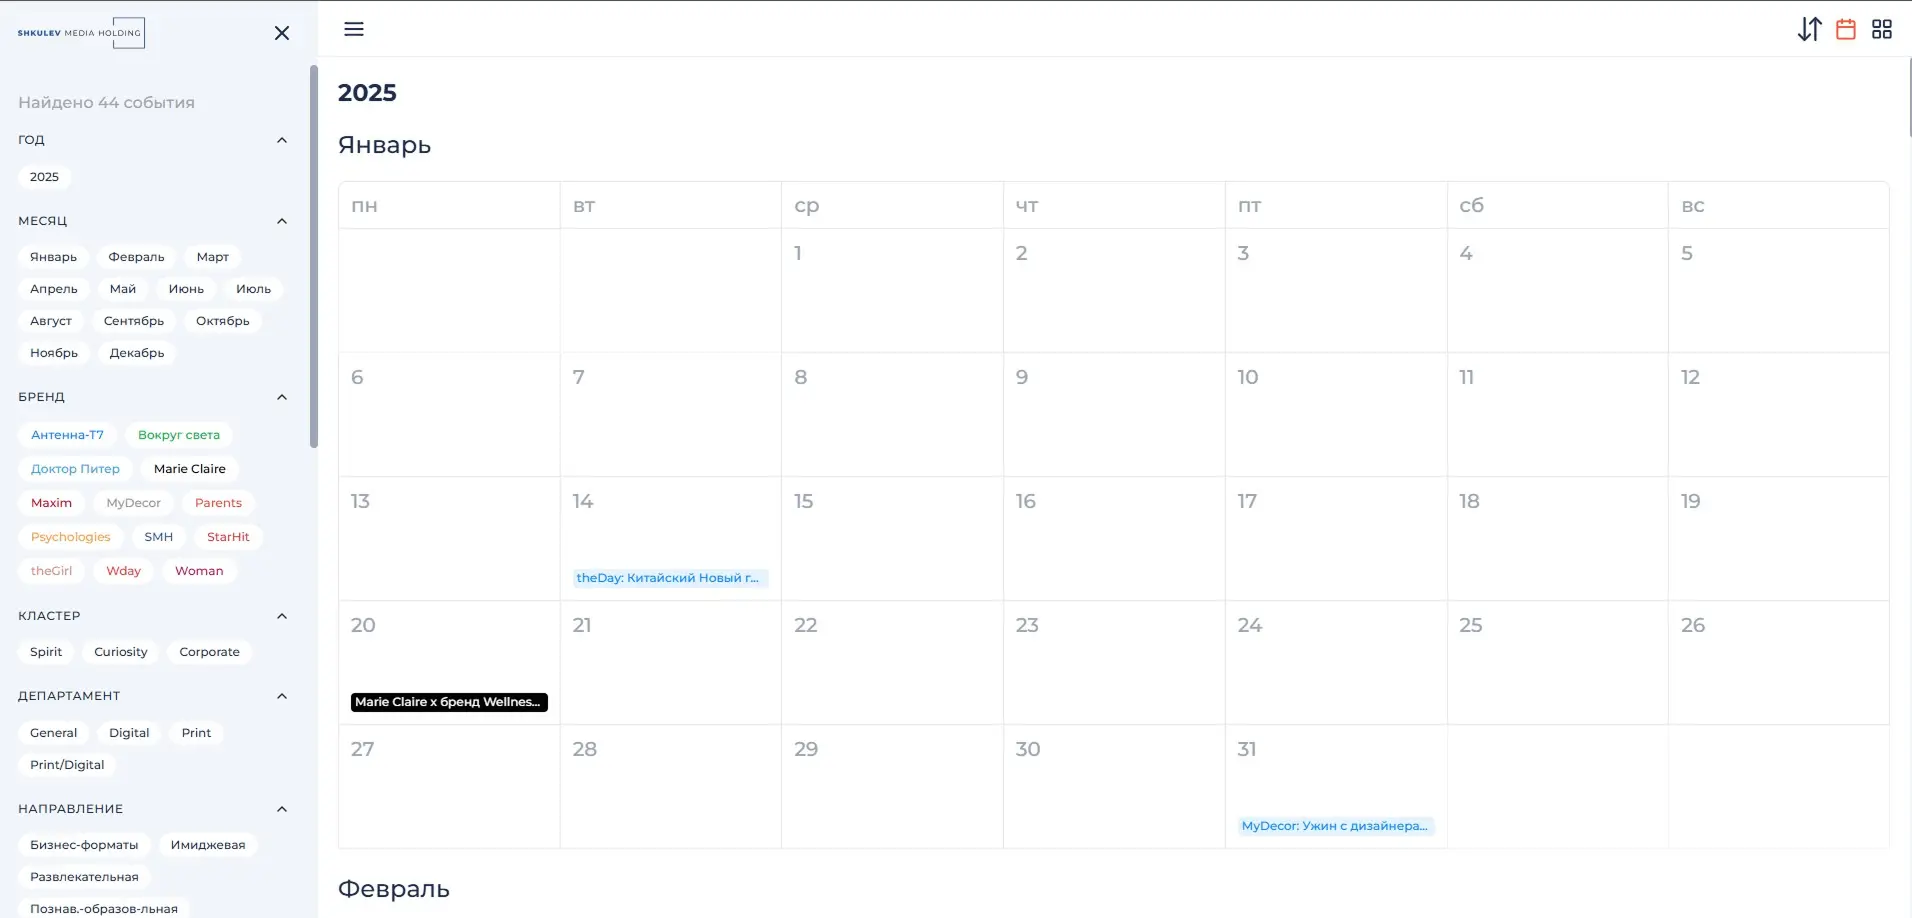 SHKULEV MEDIA HOLDING
Найдено 44 события
ГОД
2025
МЕСЯЦ
Январь Февраль Март
Апрель Май Июнь Июль
Август Сентябрь Октябрь
Ноябрь Декабрь
БРЕНД
Антенна-Т7 Вокруг света
Доктор Питер Marie Claire
Maxim MyDecor Parents
Psychologies SMH StarHit
theGirl Wday Woman
КЛАСТЕР
Spirit Curiosity Corporate
ДЕПАРТАМЕНТ
General Digital Print
Print/Digital
НАПРАВЛЕНИЕ
Бизнес-форматы Имиджевая
Развлекательная
Познав.-образов-льная
2025
Январь
пн вт ср чт пт сб вс
1 2 3 4 5
6 7 8 9 10 11 12
13 14 15 16 17 18 19
theDay: Китайский Новый г...
20 21 22 23 24 25 26
Marie Claire x бренд Wellnes...
27 28 29 30 31
MyDecor: Ужин с дизайнера...
Февраль